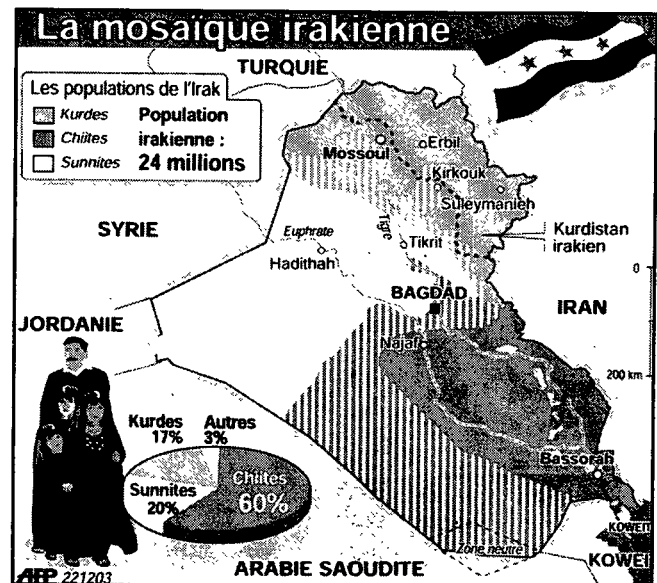 La mosaïque irakienne
TURQUIE
Les populations de l'Irak
Kurdes
Chiites
Sunnites
Population
irakienne :
24 millions
Mossoul
Erbil
Kirkouk
Suleymanieh
SYRIE
Euphrate
Tigre
Hadithah
Tikrit
Kurdistan
irakien
0
BAGDAD
IRAN
JORDANIE
Najaf
200 km
Kurdes
17%
Autres
3%
Chiites
60%
Sunnites
20%
Bassorah
KOWEIT
Zone neutre
KOWEI
ARABIE SAOUDITE
AFP 221203